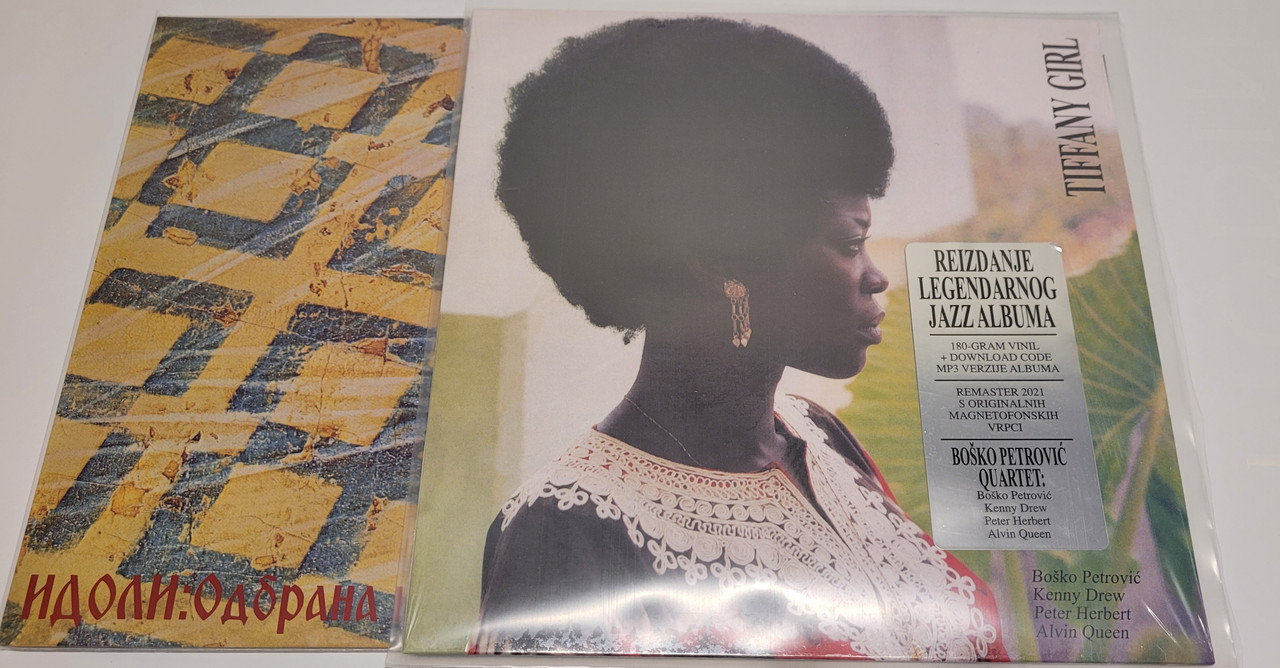 ИДОЛИ:Одбрана
TIFFANY GIRL
REIZDANJE
LEGENDARNOG
JAZZ ALBUMA
180-GRAM VINIL
+ DOWNLOAD CODE
MP3 VERZIJE ALBUMA
REMASTER 2021
S ORIGINALNIH
MAGNETOFONSKIH
VRPCI
BOŠKO PETROVIĆ
QUARTET:
Boško Petrović
Kenny Drew
Peter Herbert
Alvin Queen
Boško Petrović
Kenny Drew
Peter Herbert
Alvin Queen